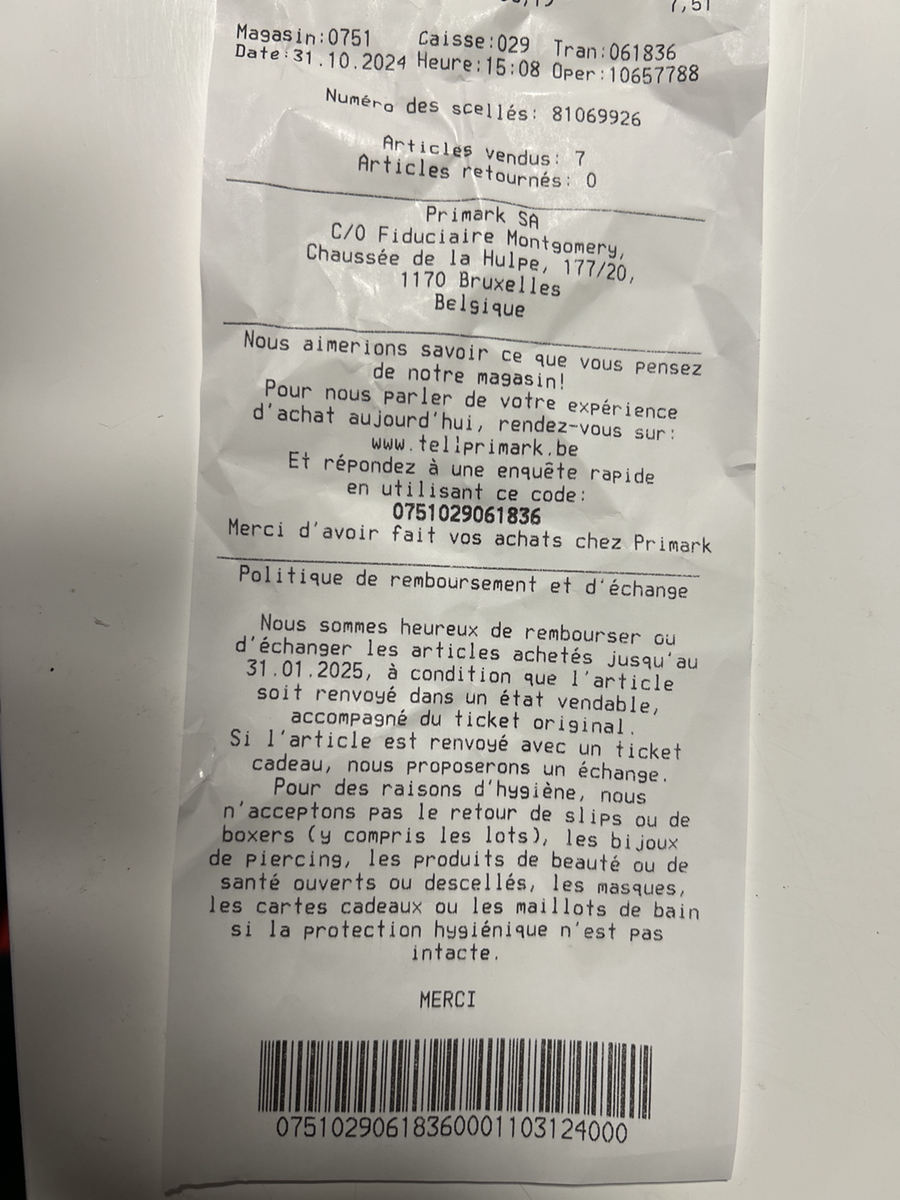 7,51
Magasin:0751 Caisse:029 Tran:061836
Date:31.10.2024 Heure:15:08 Oper:10657788
Numéro des scellés: 81069926
Articles vendus: 7
Articles retournés: 0
Primark SA
C/O Fiduciaire Montgomery,
Chaussée de la Hulpe, 177/20,
1170 Bruxelles
Belgique
Nous aimerions savoir ce que vous pensez
de notre magasin!
Pour nous parler de votre expérience
d'achat aujourd'hui, rendez-vous sur:
www.tellprimark.be
Et répondez à une enquête rapide
en utilisant ce code:
0751029061836
Merci d'avoir fait vos achats chez Primark
Politique de remboursement et d'échange
Nous sommes heureux de rembourser ou
d'échanger les articles achetés jusqu'au
31.01.2025, à condition que l'article
soit renvoyé dans un état vendable,
accompagné du ticket original.
Si l'article est renvoyé avec un ticket
cadeau, nous proposerons un échange.
Pour des raisons d'hygiène, nous
n'acceptons pas le retour de slips ou de
boxers (y compris les lots), les bijoux
de piercing, les produits de beauté ou de
santé ouverts ou descellés, les masques,
les cartes cadeaux ou les maillots de bain
si la protection hygiénique n'est pas
intacte.
MERCI
07510290618360001103124000